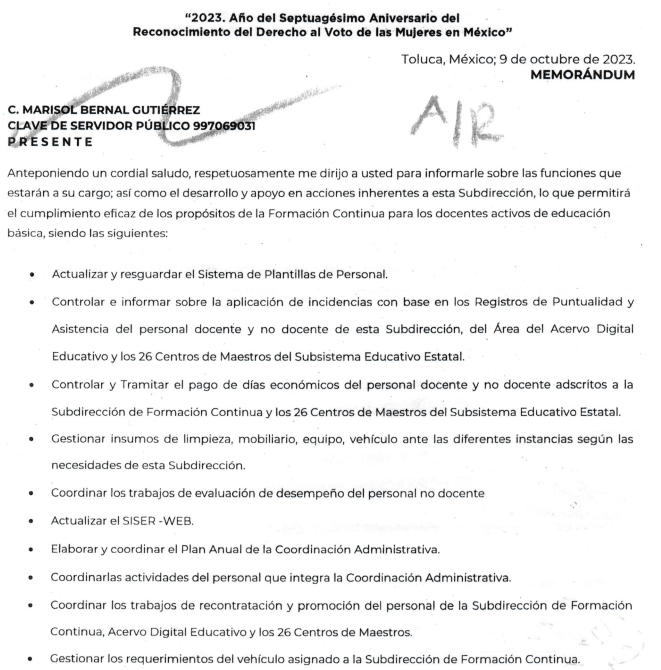 "2023. Año del Septuagésimo Aniversario del
Reconocimiento del Derecho al Voto de las Mujeres en México"
Toluca, México; 9 de octubre de 2023.
MEMORÁNDUM
C. MARISOL BERNAL GUTIÉRREZ
CLAVE DE SERVIDOR PÚBLICO 997069031
P R E S E N T E
A/R
Anteponiendo un cordial saludo, respetuosamente me dirijo a usted para informarle sobre las funciones que
estarán a su cargo; así como el desarrollo y apoyo en acciones inherentes a esta Subdirección, lo que permitirá
el cumplimiento eficaz de los propósitos de la Formación Continua para los docentes activos de educación
básica, siendo las siguientes:
• Actualizar y resguardar el Sistema de Plantillas de Personal.
• Controlar e informar sobre la aplicación de incidencias con base en los Registros de Puntualidad y
Asistencia del personal docente y no docente de esta Subdirección, del Área del Acervo Digital
Educativo y los 26 Centros de Maestros del Subsistema Educativo Estatal.
• Controlar y Tramitar el pago de días económicos del personal docente y no docente adscritos a la
Subdirección de Formación Continua y los 26 Centros de Maestros del Subsistema Educativo Estatal.
• Gestionar insumos de limpieza, mobiliario, equipo, vehículo ante las diferentes instancias según las
necesidades de esta Subdirección.
• Coordinar los trabajos de evaluación de desempeño del personal no docente
• Actualizar el SISER -WEB.
• Elaborar y coordinar el Plan Anual de la Coordinación Administrativa.
• Coordinarlas actividades del personal que integra la Coordinación Administrativa.
• Coordinar los trabajos de recontratación y promoción del personal de la Subdirección de Formación
Continua, Acervo Digital Educativo y los 26 Centros de Maestros.
• Gestionar los requerimientos del vehículo asignado a la Subdirección de Formación Continua.